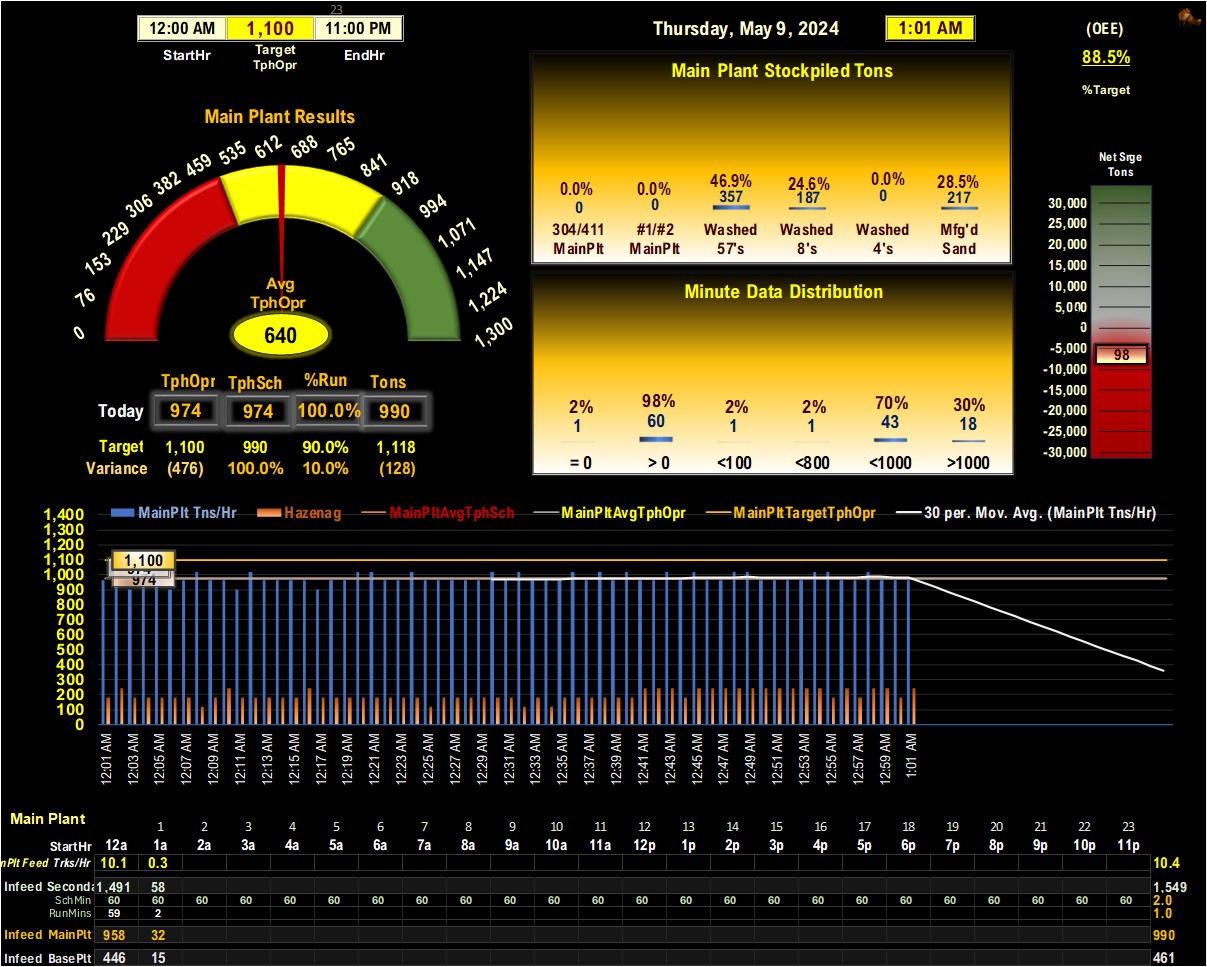 23
12:00 AM 1,100 11:00 PM
StartHr Target TphOpr EndHr
Thursday, May 9, 2024 1:01 AM
(OEE)
88.5%
%Target
Main Plant Results
0 76 153 229 306 382 459 535 612 688 765 841 918 994 1,071 1,147 1,224 1,300
Avg
TphOpr
640
TphOpr TphSch %Run Tons
Today 974 974 100.0% 990
Target 1,100 990 90.0% 1,118
Variance (476) 100.0% 10.0% (128)
Main Plant Stockpiled Tons
0.0% 0.0% 46.9% 24.6% 0.0% 28.5%
0 0 357 187 0 217
304/411 #1/#2 Washed Washed Washed Mfg'd
MainPlt MainPlt 57's 8's 4's Sand
Minute Data Distribution
2% 98% 2% 2% 70% 30%
1 60 1 1 43 18
= 0 > 0 <100 <800 <1000 >1000
Net Srge
Tons
30,000
25,000
20,000
15,000
10,000
5,000
0
-5,000
98
-10,000
-15,000
-20,000
-25,000
-30,000
MainPlt Tns/Hr Hazenag MainPltAvgTphSch MainPltAvgTphOpr MainPltTargetTphOpr 30 per. Mov. Avg. (MainPlt Tns/Hr)
1,400
1,300
1,200
1,100
1,000
900
800
700
600
500
400
300
200
100
0
1,100
974
974
12:01 AM 12:03 AM 12:05 AM 12:07 AM 12:09 AM 12:11 AM 12:13 AM 12:15 AM 12:17 AM 12:19 AM 12:21 AM 12:23 AM 12:25 AM 12:27 AM 12:29 AM 12:31 AM 12:33 AM 12:35 AM 12:37 AM 12:39 AM 12:41 AM 12:43 AM 12:45 AM 12:47 AM 12:49 AM 12:51 AM 12:53 AM 12:55 AM 12:57 AM 12:59 AM 1:01 AM
Main Plant
1 2 3 4 5 6 7 8 9 10 11 12 13 14 15 16 17 18 19 20 21 22 23
StartHr 12a 1a 2a 3a 4a 5a 6a 7a 8a 9a 10a 11a 12p 1p 2p 3p 4p 5p 6p 7p 8p 9p 10p 11p
nPlt Feed Trks/Hr 10.1 0.3 10.4
Infeed Seconda 1,491 58 1,549
SchMin 60 60 60 60 60 60 60 60 60 60 60 60 60 60 60 60 60 60 60 60 60 60 60 60 2.0
RunMins 59 2 1.0
Infeed MainPlt 958 32 990
Infeed BasePlt 446 15 461